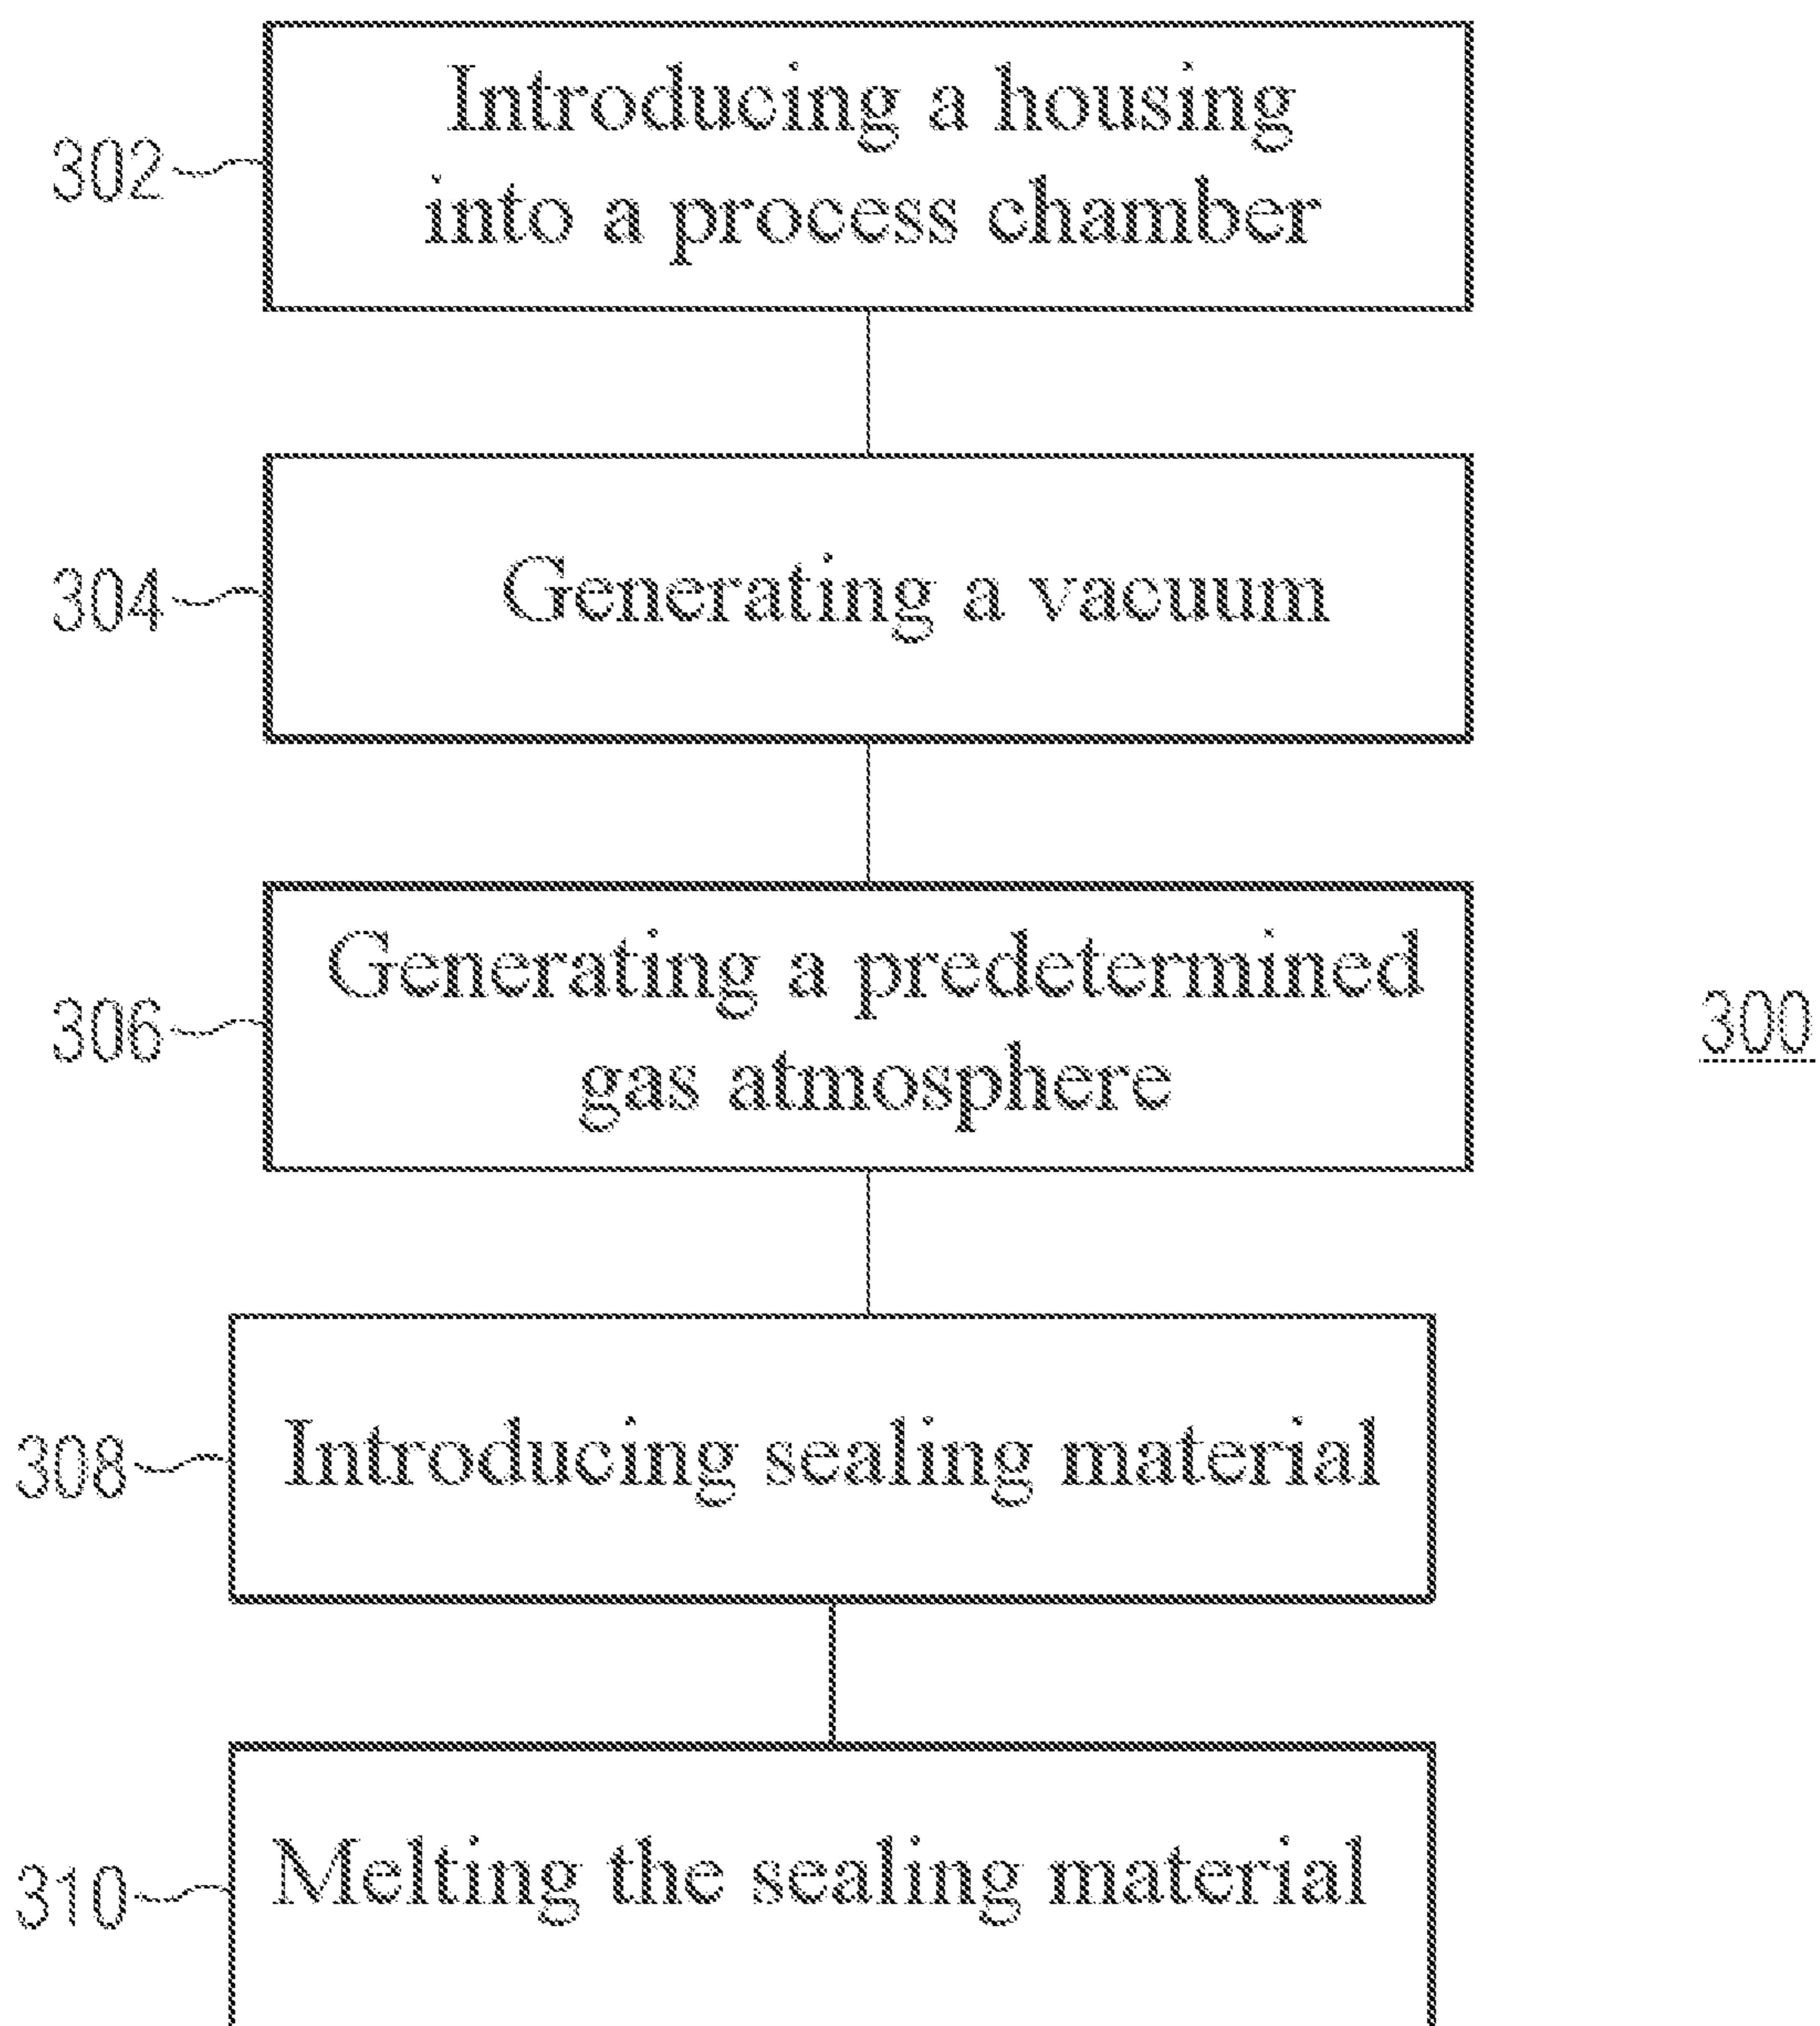 302
Introducing a housing
into a process chamber
304
Generating a vacuum
306
Generating a predetermined
gas atmosphere
300
308
Introducing sealing material
310
Melting the sealing material